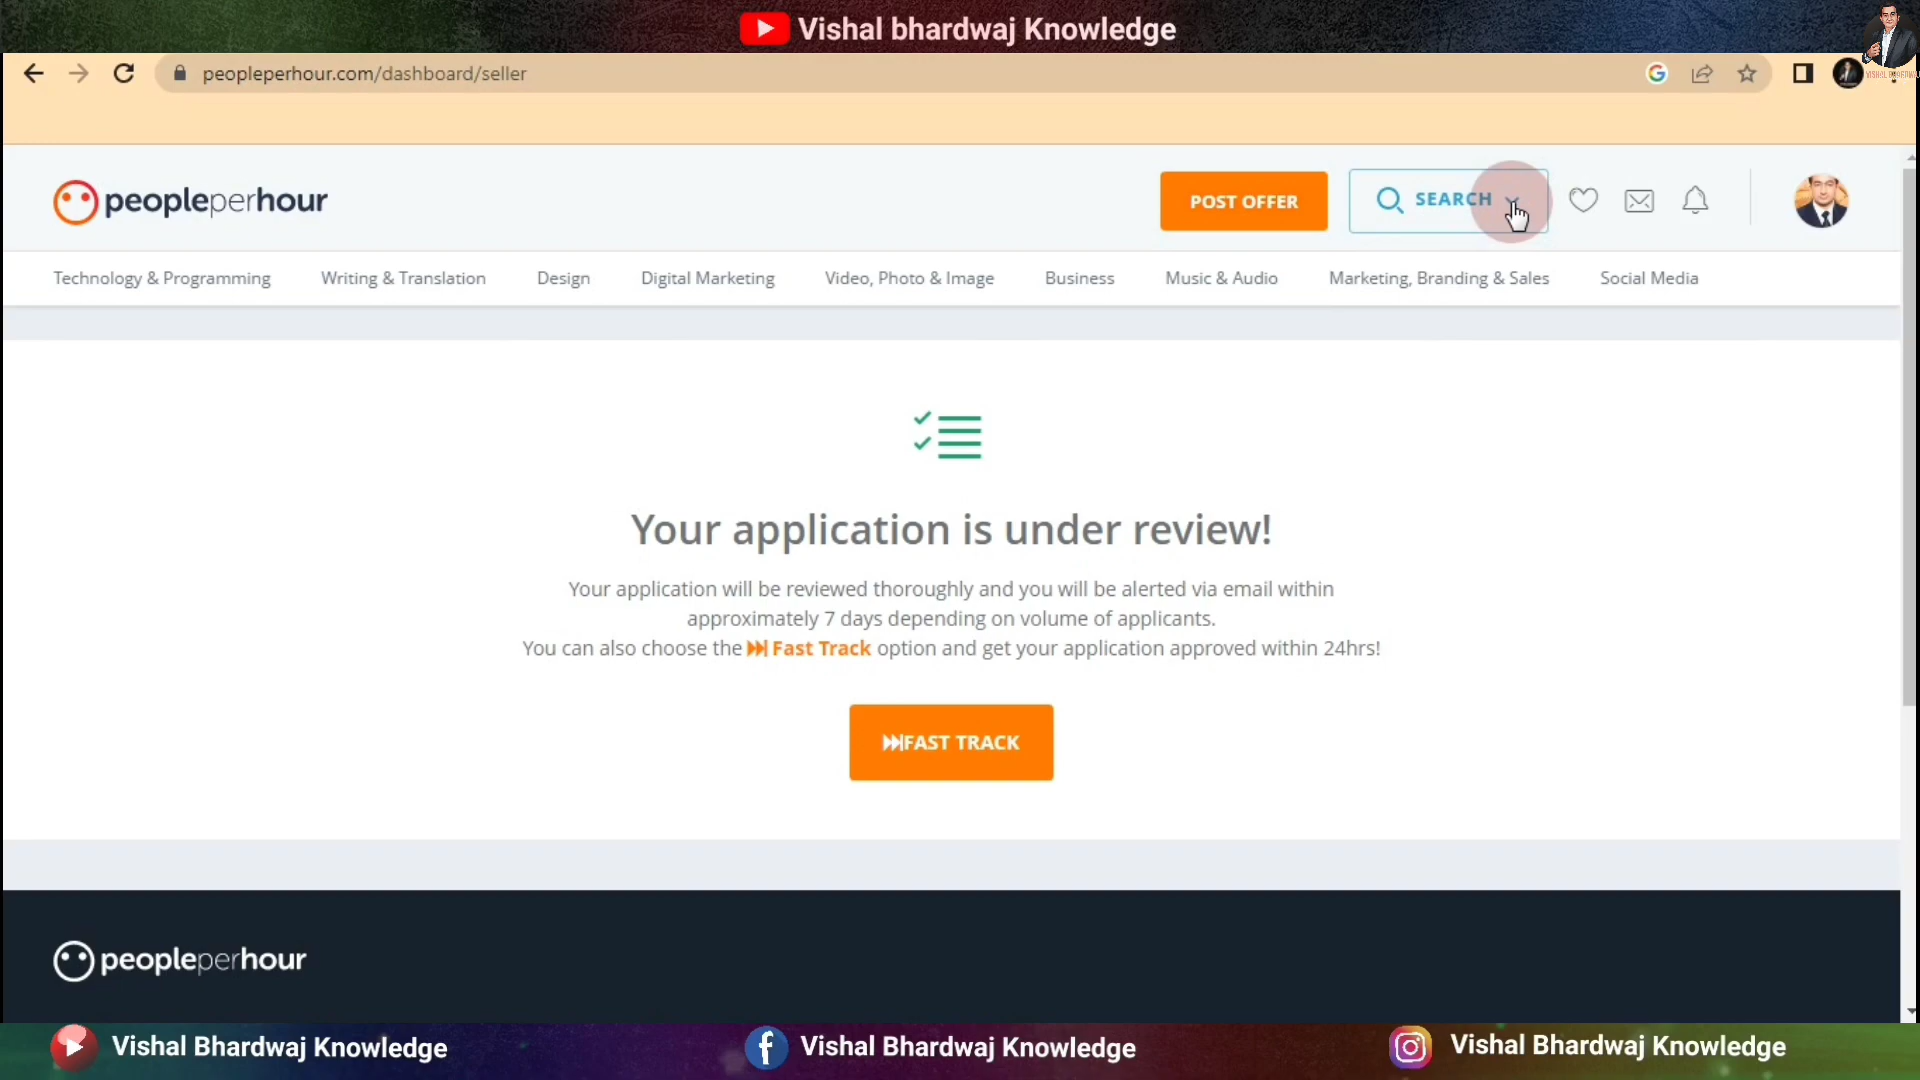 Vishal bhardwaj Knowledge
peopleperhour.com/dashboard/seller
peopleperhour
POST OFFER
SEARCH
Technology & Programming
Writing & Translation
Design
Digital Marketing
Video, Photo & Image
Business
Music & Audio
Marketing, Branding & Sales
Social Media
Your application is under review!
Your application will be reviewed thoroughly and you will be alerted via email within
approximately 7 days depending on volume of applicants.
You can also choose the Fast Track option and get your application approved within 24hrs!
FAST TRACK
peopleperhour
Vishal Bhardwaj Knowledge
Vishal Bhardwaj Knowledge
Vishal Bhardwaj Knowledge